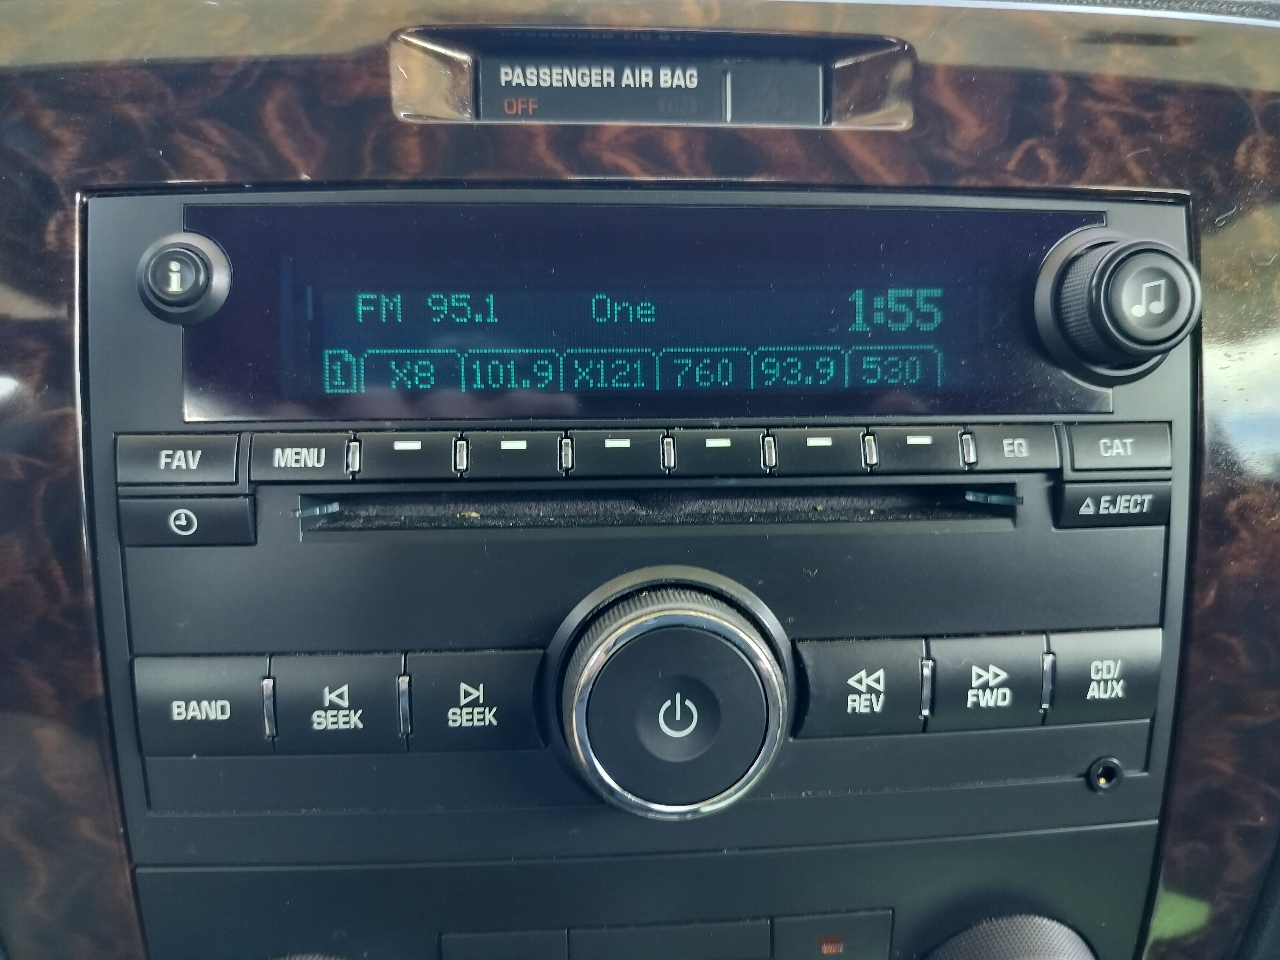 PASSENGER AIR BAG
OFF
i
FM 95.1 One 1:55
1 X8 101.9 X121 760 93.9 530
FAV MENU EQ CAT
EJECT
BAND SEEK SEEK REV FWD CD/
AUX